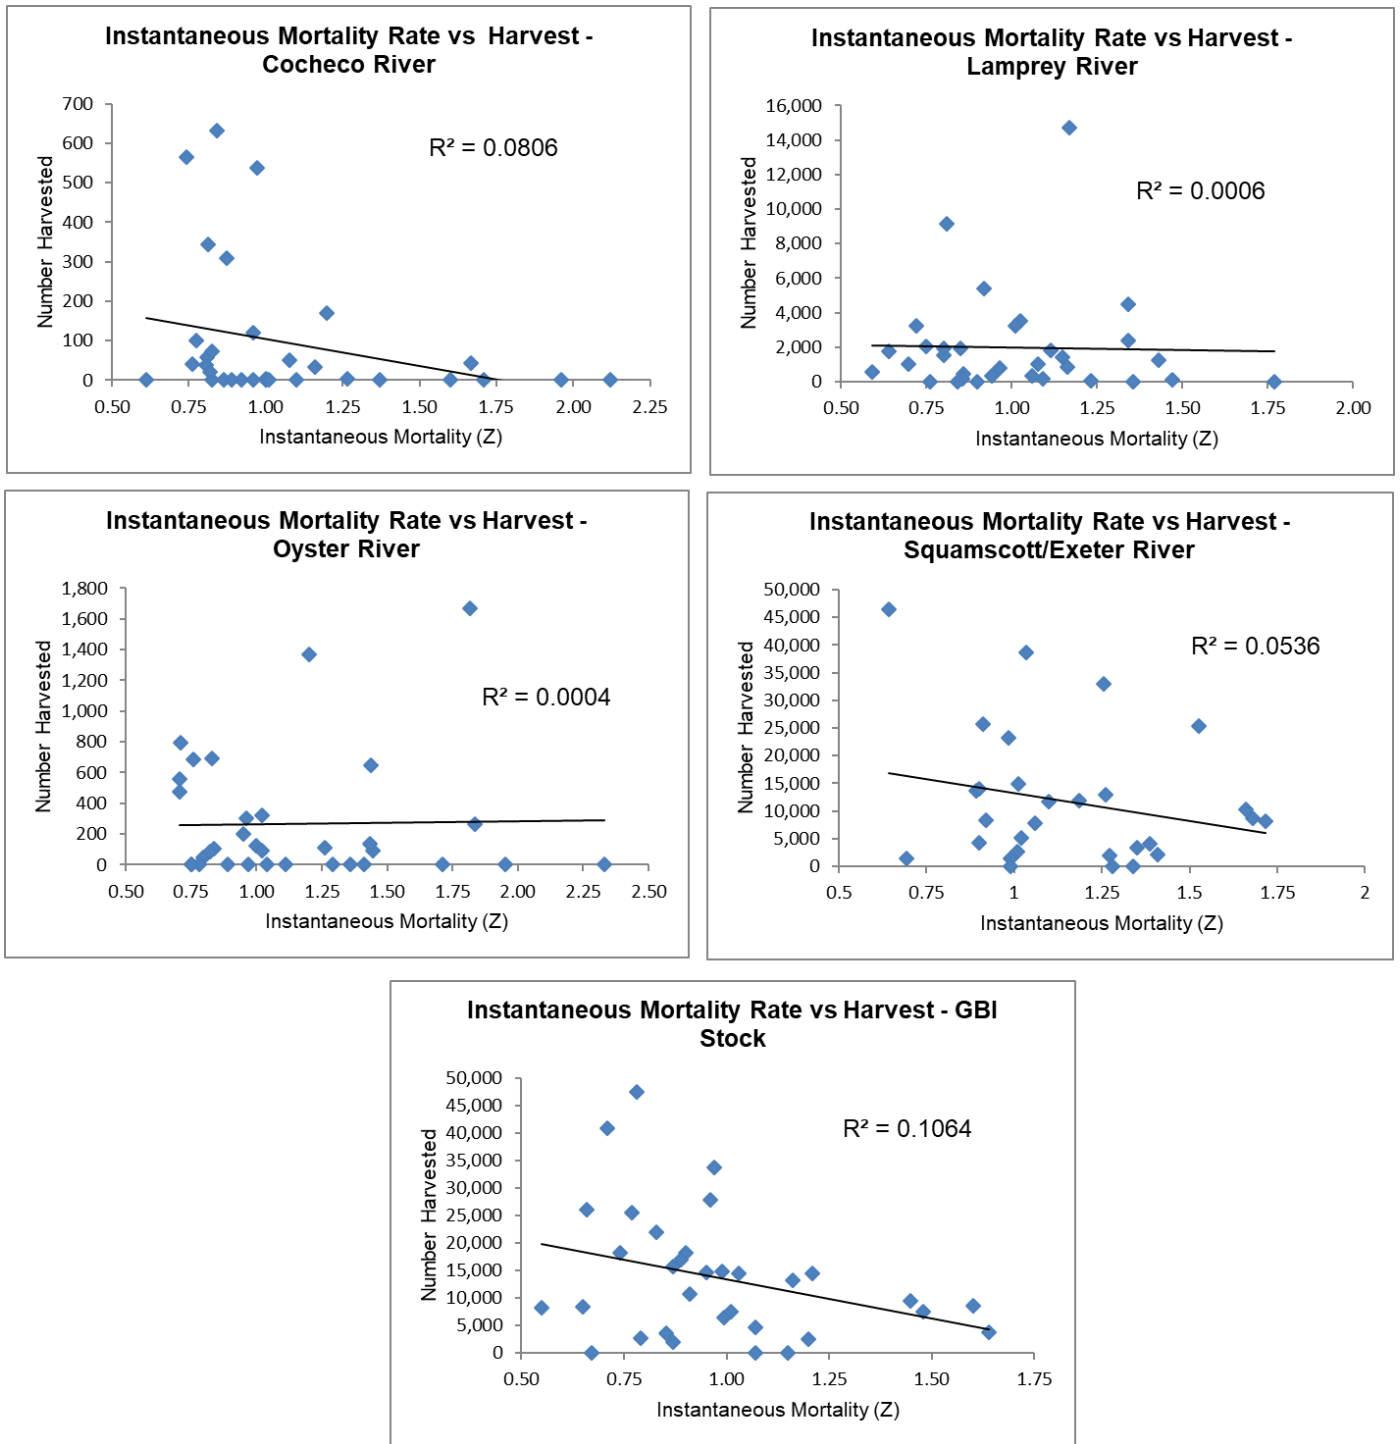 Instantaneous Mortality Rate vs Harvest -
Cocheco River
700
600
500
400
300
200
100
0
Number Harvested
R² = 0.0806
0.50 0.75 1.00 1.25 1.50 1.75 2.00 2.25
Instantaneous Mortality (Z)
Instantaneous Mortality Rate vs Harvest -
Lamprey River
16,000
14,000
12,000
10,000
8,000
6,000
4,000
2,000
0
Number Harvested
R² = 0.0006
0.50 0.75 1.00 1.25 1.50 1.75 2.00
Instantaneous Mortality (Z)
Instantaneous Mortality Rate vs Harvest -
Oyster River
1,800
1,600
1,400
1,200
1,000
800
600
400
200
0
Number Harvested
R² = 0.0004
0.50 0.75 1.00 1.25 1.50 1.75 2.00 2.25 2.50
Instantaneous Mortality (Z)
Instantaneous Mortality Rate vs Harvest -
Squamscott/Exeter River
50,000
45,000
40,000
35,000
30,000
25,000
20,000
15,000
10,000
5,000
0
Number Harvested
R² = 0.0536
0.5 0.75 1 1.25 1.5 1.75 2
Instantaneous Mortality (Z)
Instantaneous Mortality Rate vs Harvest - GBI
Stock
50,000
45,000
40,000
35,000
30,000
25,000
20,000
15,000
10,000
5,000
0
Number Harvested
R² = 0.1064
0.50 0.75 1.00 1.25 1.50 1.75
Instantaneous Mortality (Z)